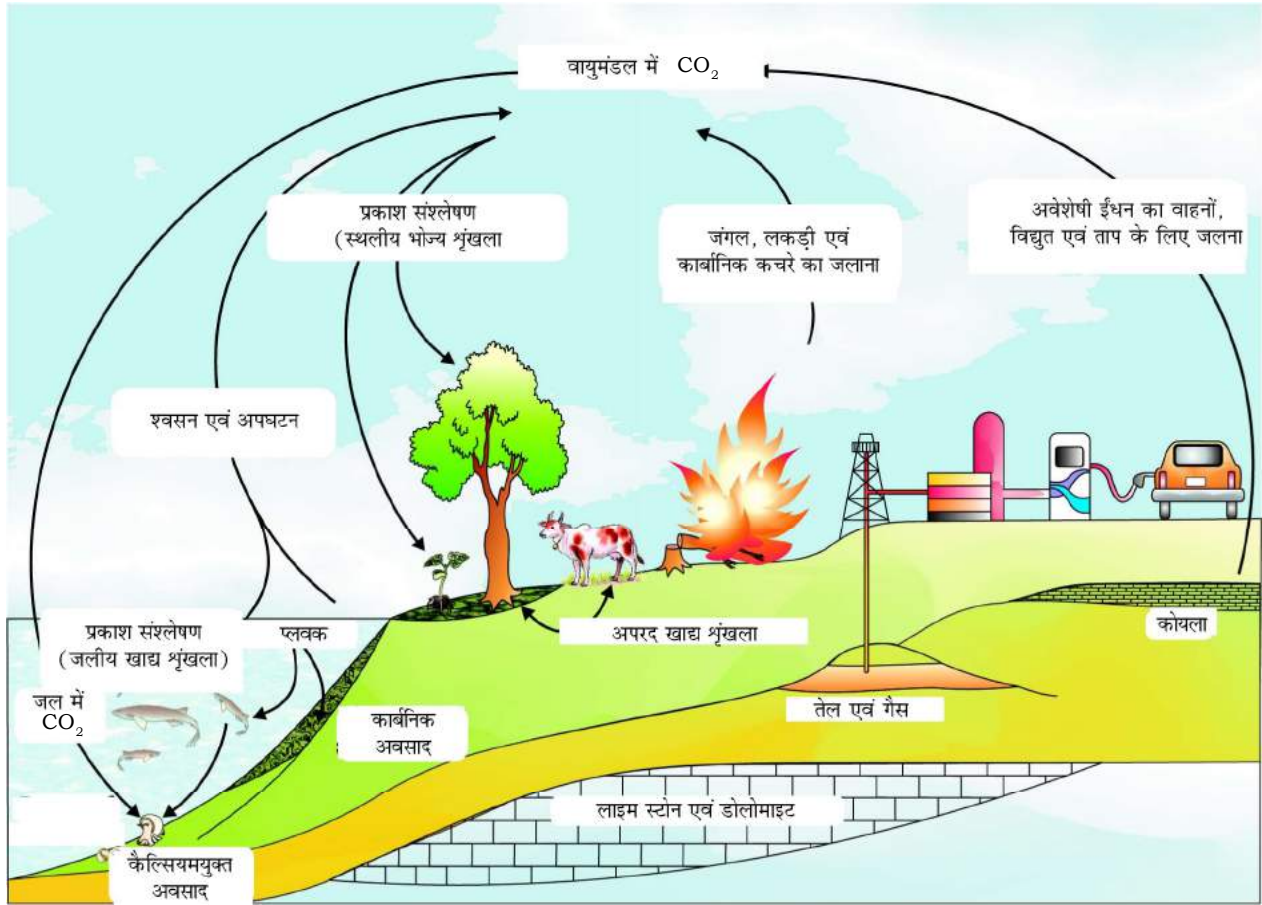 वायुमंडल में CO2
प्रकाश संश्लेषण
(स्थलीय भोज्य शृंखला
जंगल, लकड़ी एवं
कार्बानिक कचरे का जलाना
अवेशेषी ईंधन का वाहनों,
विद्युत एवं ताप के लिए जलना
श्वसन एवं अपघटन
प्रकाश संश्लेषण
(जलीय खाद्य शृंखला)
प्लवक
अपरद खाद्य शृंखला
कोयला
जल में
CO2
कार्बनिक
अवसाद
तेल एवं गैस
लाइम स्टोन एवं डोलोमाइट
कैल्सियमयुक्त
अवसाद